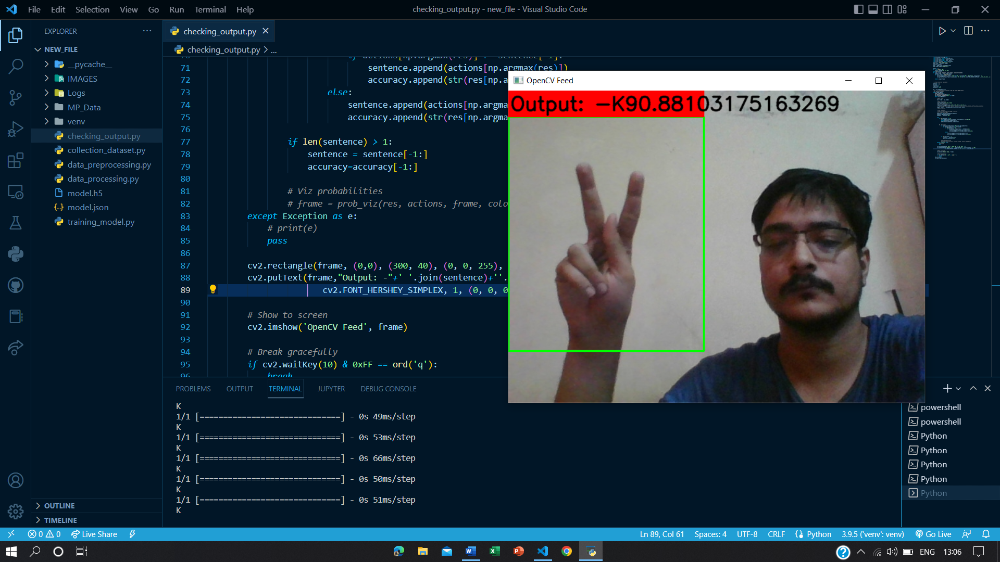 File Edit Selection View Go Run Terminal Help
checking_output.py - new_file - Visual Studio Code
EXPLORER
NEW_FILE
__pycache__
IMAGES
Logs
MP_Data
venv
checking_output.py
collection_dataset.py
data_preprocessing.py
data_processing.py
model.h5
model.json
training_model.py
OUTLINE
TIMELINE
checking_output.py
checking_output.py > ...
71 sentence.append(actions[np.argmax(res)])
72 accuracy.append(str(res[np.a
73 else:
74 sentence.append(actions[np.argma
75 accuracy.append(str(res[np.argma
76
77 if len(sentence) > 1:
78 sentence = sentence[-1:]
79 accuracy=accuracy[-1:]
80
81 # Viz probabilities
82 # frame = prob_viz(res, actions, frame, colo
83 except Exception as e:
84 # print(e)
85 pass
86
87 cv2.rectangle(frame, (0,0), (300, 40), (0, 0, 255),
88 cv2.putText(frame,"Output: -"+' '.join(sentence)+''.
89 cv2.FONT_HERSHEY_SIMPLEX, 1, (0, 0, 0
90
91 # Show to screen
92 cv2.imshow('OpenCV Feed', frame)
93
94 # Break gracefully
95 if cv2.waitKey(10) & 0xFF == ord('q'):
96 break
OpenCV Feed
Output: -K90.88103175163269
PROBLEMS OUTPUT TERMINAL JUPYTER DEBUG CONSOLE
K
1/1 [==============================] - 0s 49ms/step
K
1/1 [==============================] - 0s 53ms/step
K
1/1 [==============================] - 0s 66ms/step
K
1/1 [==============================] - 0s 50ms/step
K
1/1 [==============================] - 0s 51ms/step
K
powershell
powershell
Python
Python
Python
Python
Python
0 0 Live Share
Ln 89, Col 61 Spaces: 4 UTF-8 CRLF Python 3.9.5 ('venv': venv) Go Live
ENG 13:06